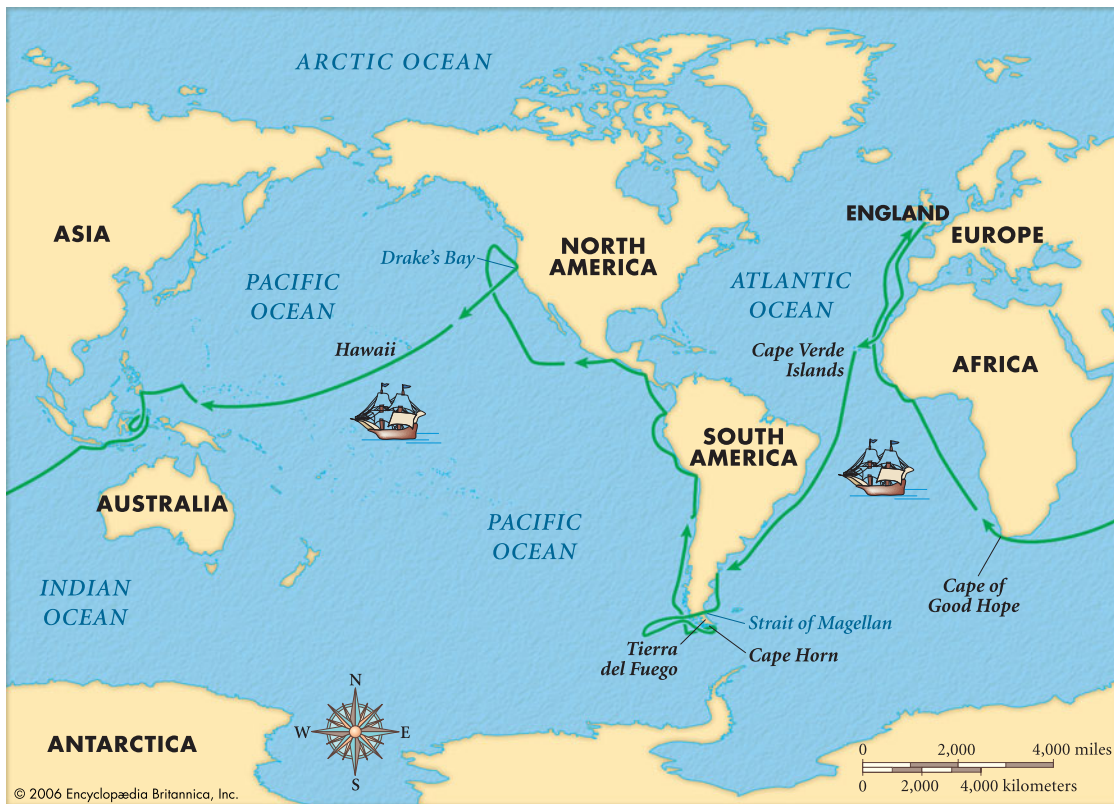 ARCTIC OCEAN
ENGLAND
ASIA
EUROPE
NORTH
AMERICA
Drake's Bay
PACIFIC
OCEAN
ATLANTIC
OCEAN
Hawaii
Cape Verde
Islands
AFRICA
SOUTH
AMERICA
AUSTRALIA
PACIFIC
OCEAN
INDIAN
OCEAN
Cape of
Good Hope
Strait of Magellan
Tierra
del Fuego
Cape Horn
N
W
E
S
ANTARCTICA
0 2,000 4,000 miles
0 2,000 4,000 kilometers
© 2006 Encyclopædia Britannica, Inc.